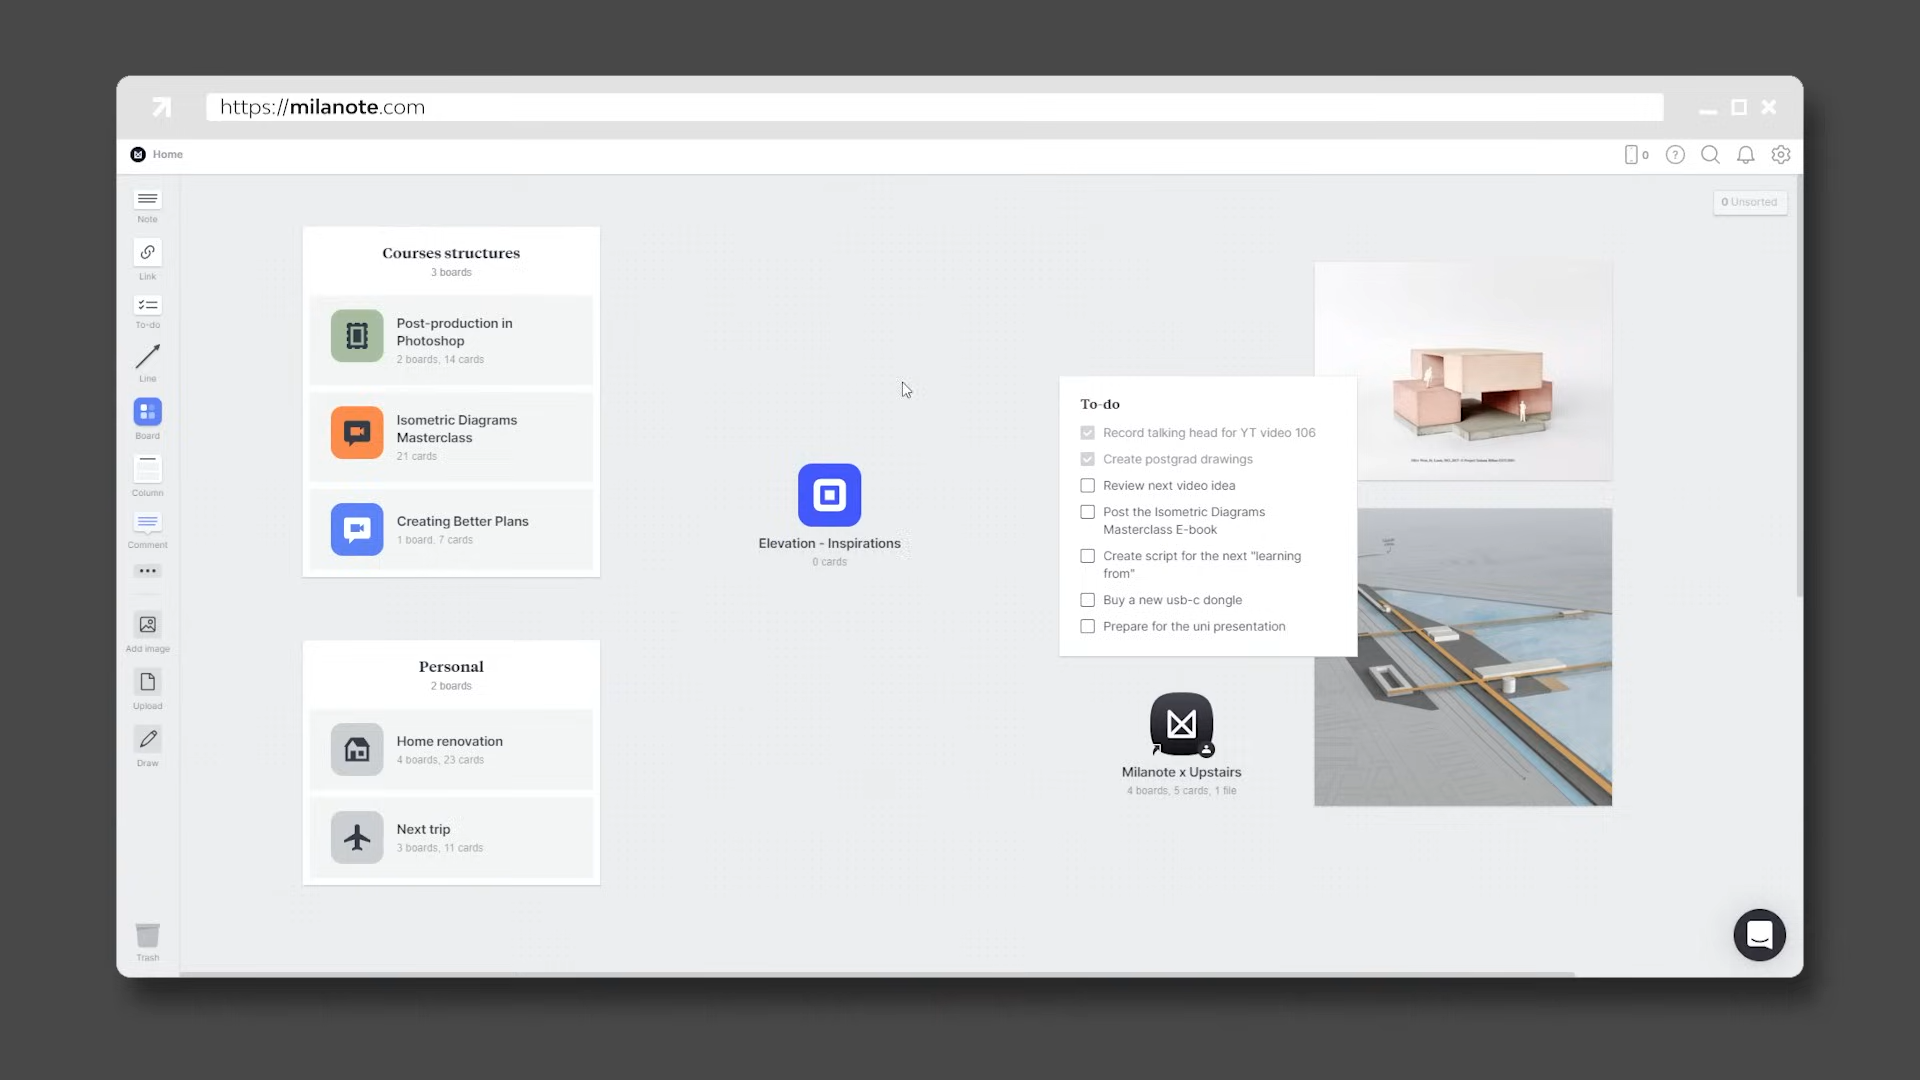 https://milanote.com
Home
0
0 Unsorted
Note
Link
To-do
Line
Board
Column
Comment
Add image
Upload
Draw
Trash
Courses structures
3 boards
Post-production in
Photoshop
2 boards, 14 cards
Isometric Diagrams
Masterclass
21 cards
Creating Better Plans
1 board, 7 cards
Personal
2 boards
Home renovation
4 boards, 23 cards
Next trip
3 boards, 11 cards
Elevation - Inspirations
0 cards
To-do
Record talking head for YT video 106
Create postgrad drawings
Review next video idea
Post the Isometric Diagrams
Masterclass E-book
Create script for the next "learning
from"
Buy a new usb-c dongle
Prepare for the uni presentation
Milanote x Upstairs
4 boards, 5 cards, 1 file